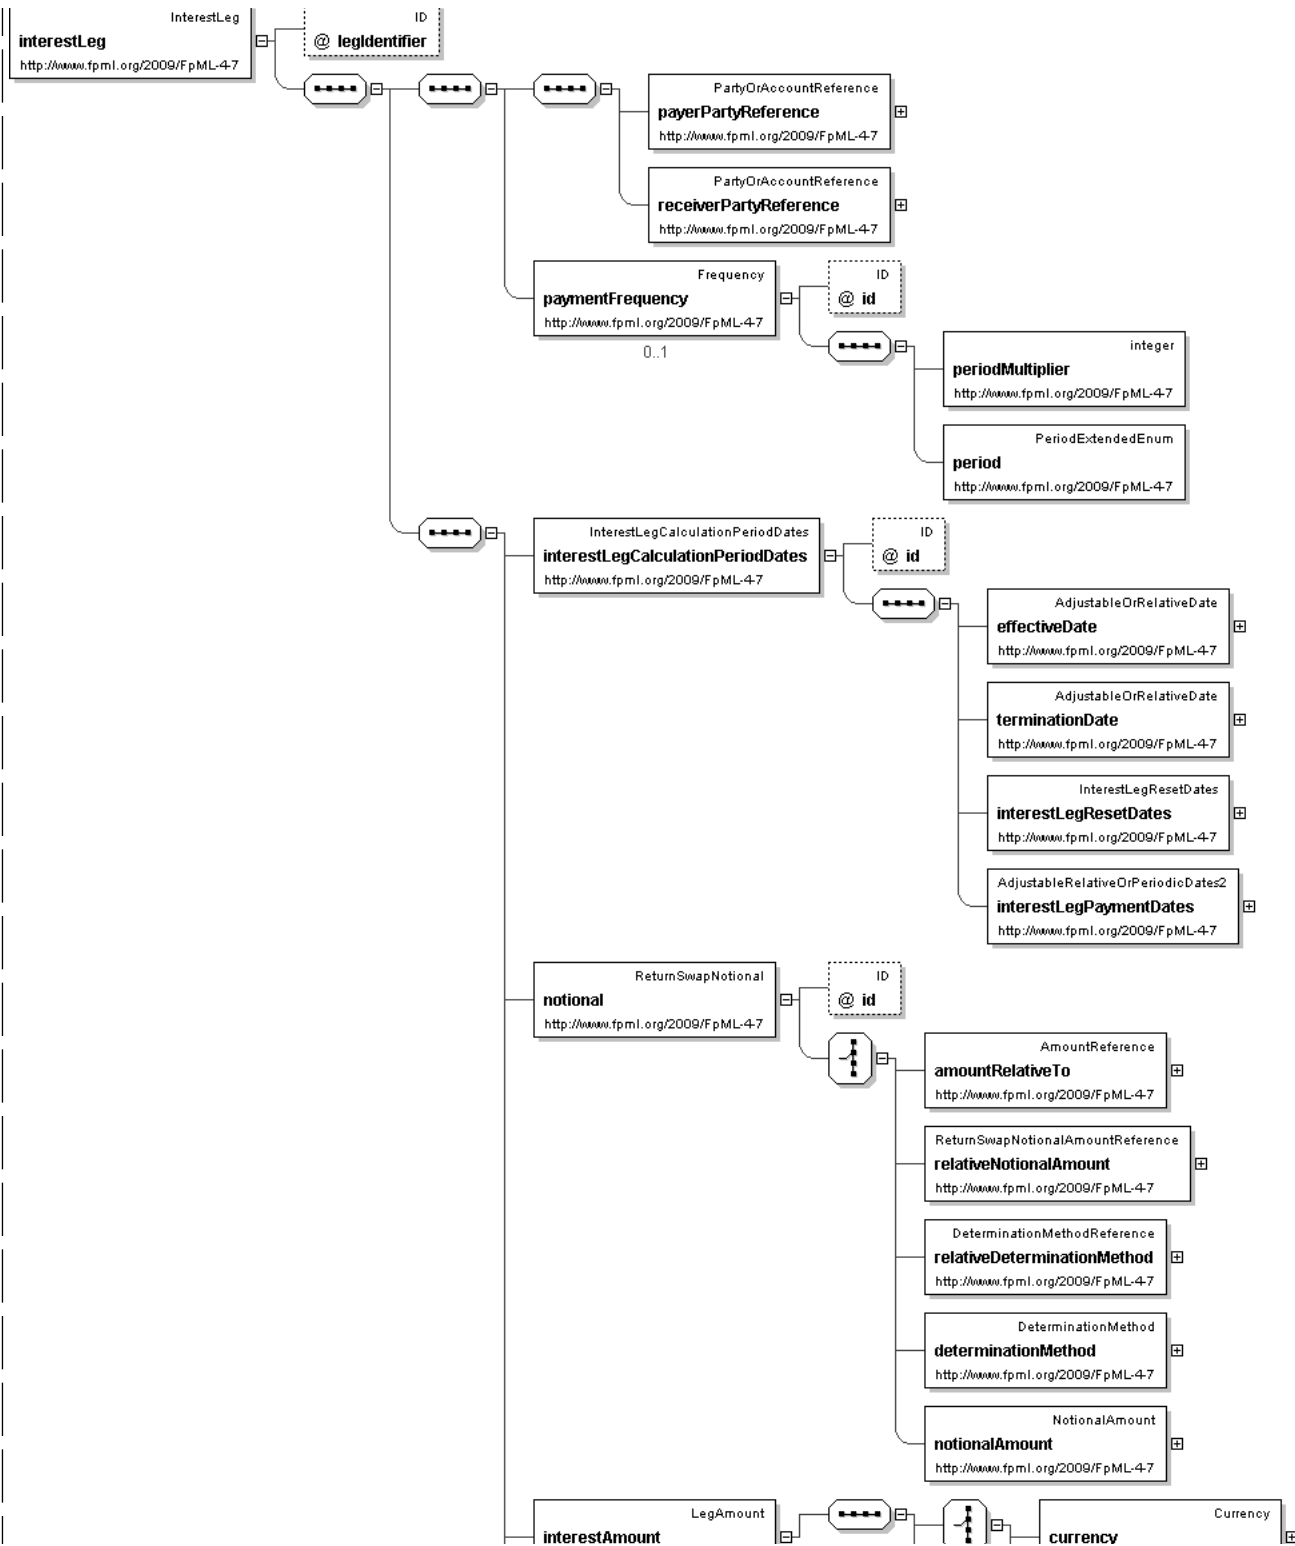 InterestLeg
interestLeg
http://www.fpml.org/2009/FpML-4-7
ID
@ legIdentifier
PartyOrAccountReference
payerPartyReference
http://www.fpml.org/2009/FpML-4-7
PartyOrAccountReference
receiverPartyReference
http://www.fpml.org/2009/FpML-4-7
Frequency
paymentFrequency
http://www.fpml.org/2009/FpML-4-7
0..1
ID
@ id
integer
periodMultiplier
http://www.fpml.org/2009/FpML-4-7
PeriodExtendedEnum
period
http://www.fpml.org/2009/FpML-4-7
InterestLegCalculationPeriodDates
interestLegCalculationPeriodDates
http://www.fpml.org/2009/FpML-4-7
ID
@ id
AdjustableOrRelativeDate
effectiveDate
http://www.fpml.org/2009/FpML-4-7
AdjustableOrRelativeDate
terminationDate
http://www.fpml.org/2009/FpML-4-7
InterestLegResetDates
interestLegResetDates
http://www.fpml.org/2009/FpML-4-7
AdjustableRelativeOrPeriodicDates2
interestLegPaymentDates
http://www.fpml.org/2009/FpML-4-7
ReturnSwapNotional
notional
http://www.fpml.org/2009/FpML-4-7
ID
@ id
AmountReference
amountRelativeTo
http://www.fpml.org/2009/FpML-4-7
ReturnSwapNotionalAmountReference
relativeNotionalAmount
http://www.fpml.org/2009/FpML-4-7
DeterminationMethodReference
relativeDeterminationMethod
http://www.fpml.org/2009/FpML-4-7
DeterminationMethod
determinationMethod
http://www.fpml.org/2009/FpML-4-7
NotionalAmount
notionalAmount
http://www.fpml.org/2009/FpML-4-7
LegAmount
interestAmount
Currency
currency